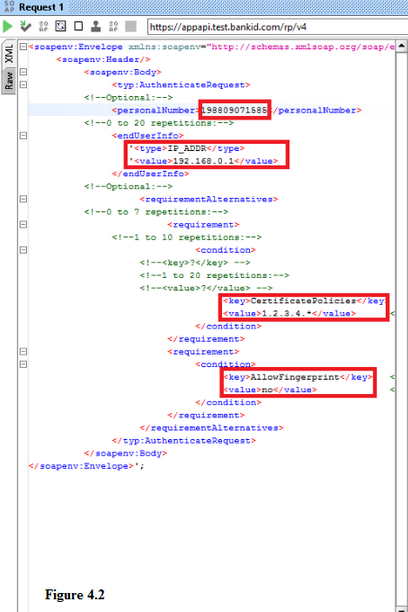 Request 1
https://appapi.test.bankid.com/rp/v4
XML
Raw
<soapenv:Envelope xmlns:soapenv="http://schemas.xmlsoap.org/soap/e
<soapenv:Header/>
<soapenv:Body>
<typ:AuthenticateRequest>
<!--Optional:-->
<personalNumber>198809071585</personalNumber>
<!--0 to 20 repetitions:-->
<endUserInfo>
'<type>IP_ADDR</type>
'<value>192.168.0.1</value>
</endUserInfo>
<!--Optional:-->
<requirementAlternatives>
<!--0 to 7 repetitions:-->
<requirement>
<!--1 to 10 repetitions:-->
<condition>
<!--<key>?</key> -->
<!--1 to 20 repetitions:-->
<!--<value>?</value> -->
<key>CertificatePolicies</key
<value>1.2.3.4.*</value> <
</condition>
</requirement>
<requirement>
<condition>
<key>AllowFingerprint</key> <
<value>no</value> <
</condition>
</requirement>
</requirementAlternatives>
</typ:AuthenticateRequest>
</soapenv:Body>
</soapenv:Envelope>';
Figure 4.2